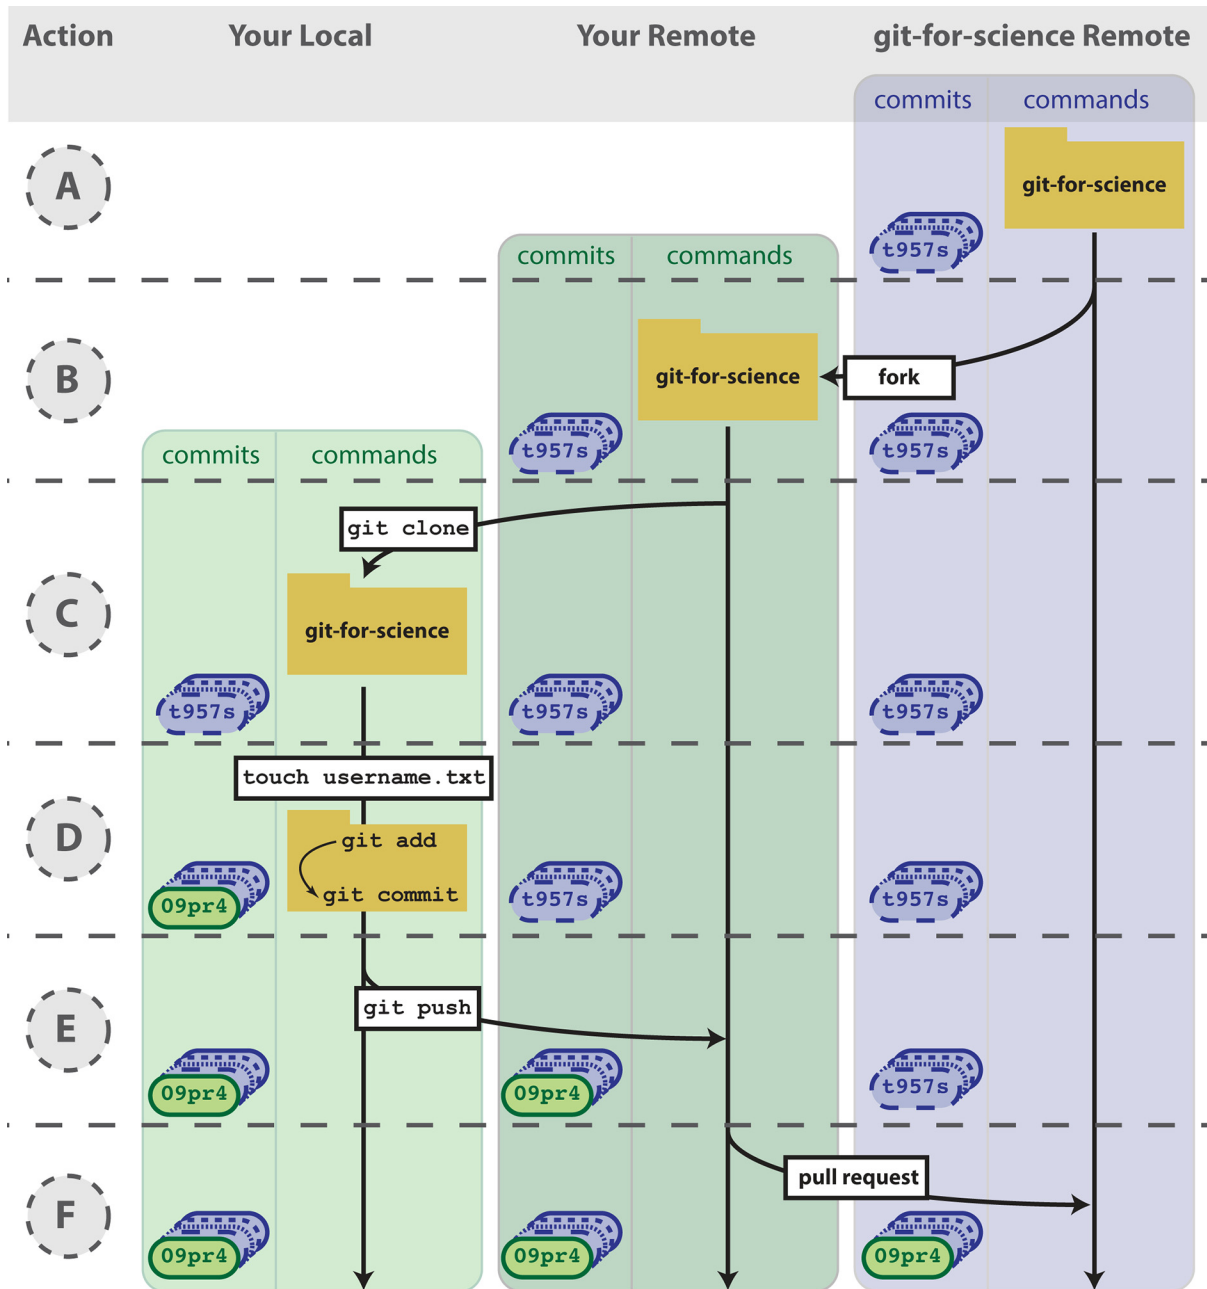 Action Your Local Your Remote git-for-science Remote
commits commands
A
git-for-science
t957s
commits commands
B
git-for-science
fork
t957s
t957s
commits commands
git clone
C
git-for-science
t957s
t957s
t957s
touch username.txt
D
git add
git commit
09pr4
t957s
t957s
E
git push
09pr4
09pr4
t957s
pull request
F
09pr4
09pr4
09pr4